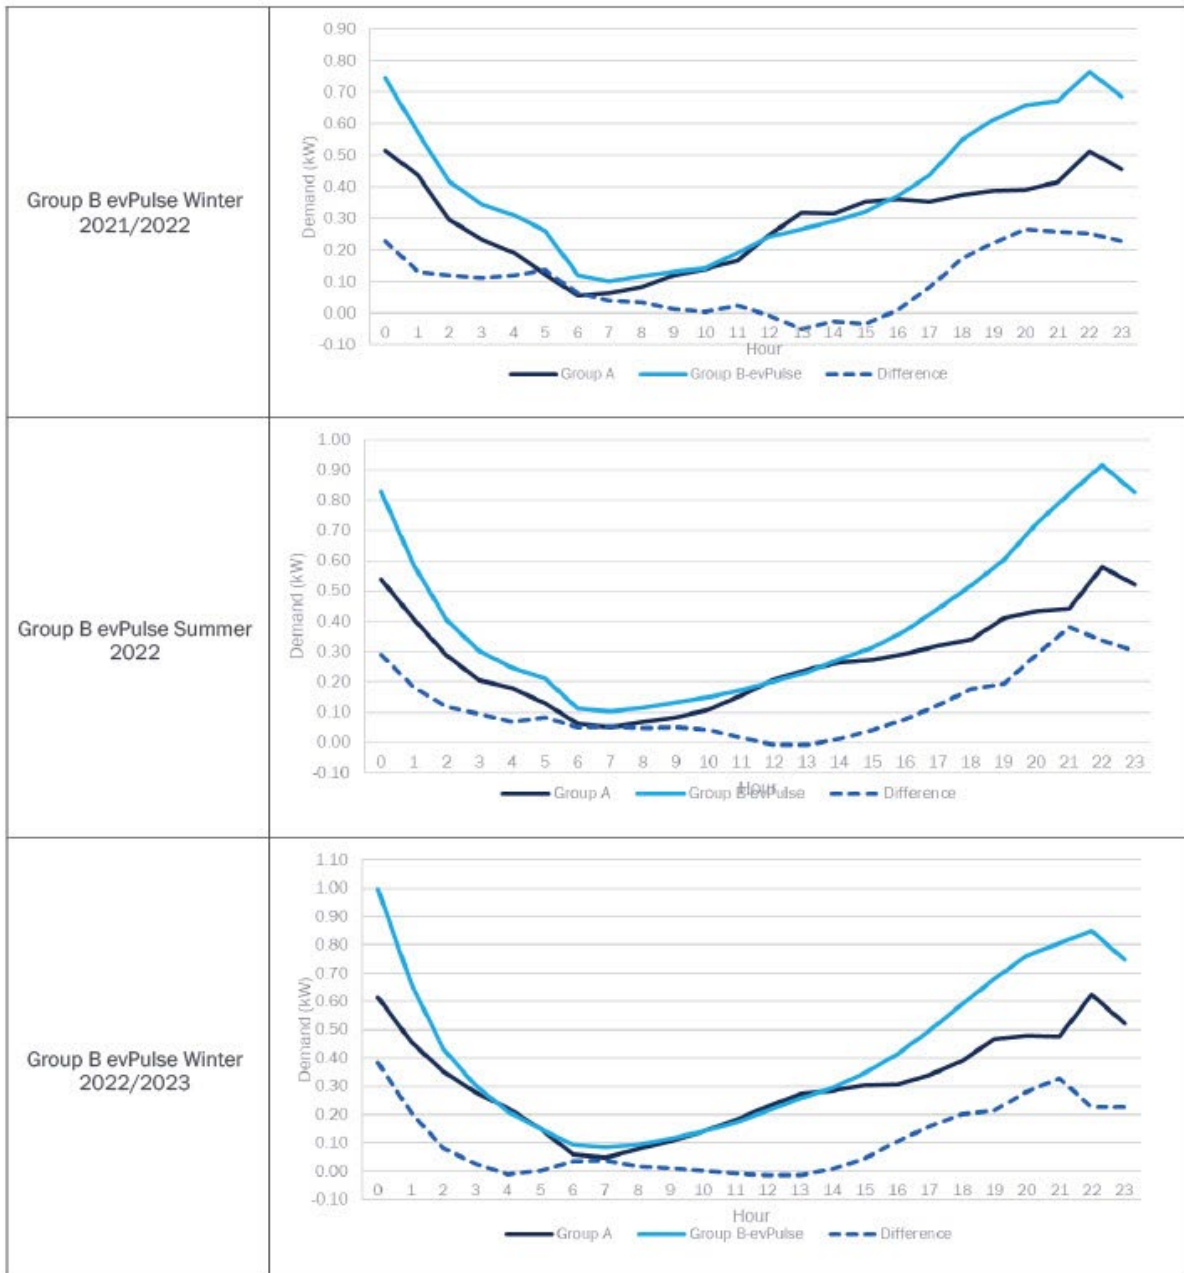 Group B evPulse Winter
2021/2022
Demand (kW)
0.90
0.80
0.70
0.60
0.50
0.40
0.30
0.20
0.10
0.00
-0.10
0 1 2 3 4 5 6 7 8 9 10 11 12 13 14 15 16 17 18 19 20 21 22 23
Hour
Group A Group B-evPulse Difference
Group B evPulse Summer
2022
Demand (kW)
1.00
0.90
0.80
0.70
0.60
0.50
0.40
0.30
0.20
0.10
0.00
-0.10
0 1 2 3 4 5 6 7 8 9 10 11 12 13 14 15 16 17 18 19 20 21 22 23
Hour
Group A Group B-evPulse Difference
Group B evPulse Winter
2022/2023
Demand (kW)
1.10
1.00
0.90
0.80
0.70
0.60
0.50
0.40
0.30
0.20
0.10
0.00
-0.10
0 1 2 3 4 5 6 7 8 9 10 11 12 13 14 15 16 17 18 19 20 21 22 23
Hour
Group A Group B-evPulse Difference